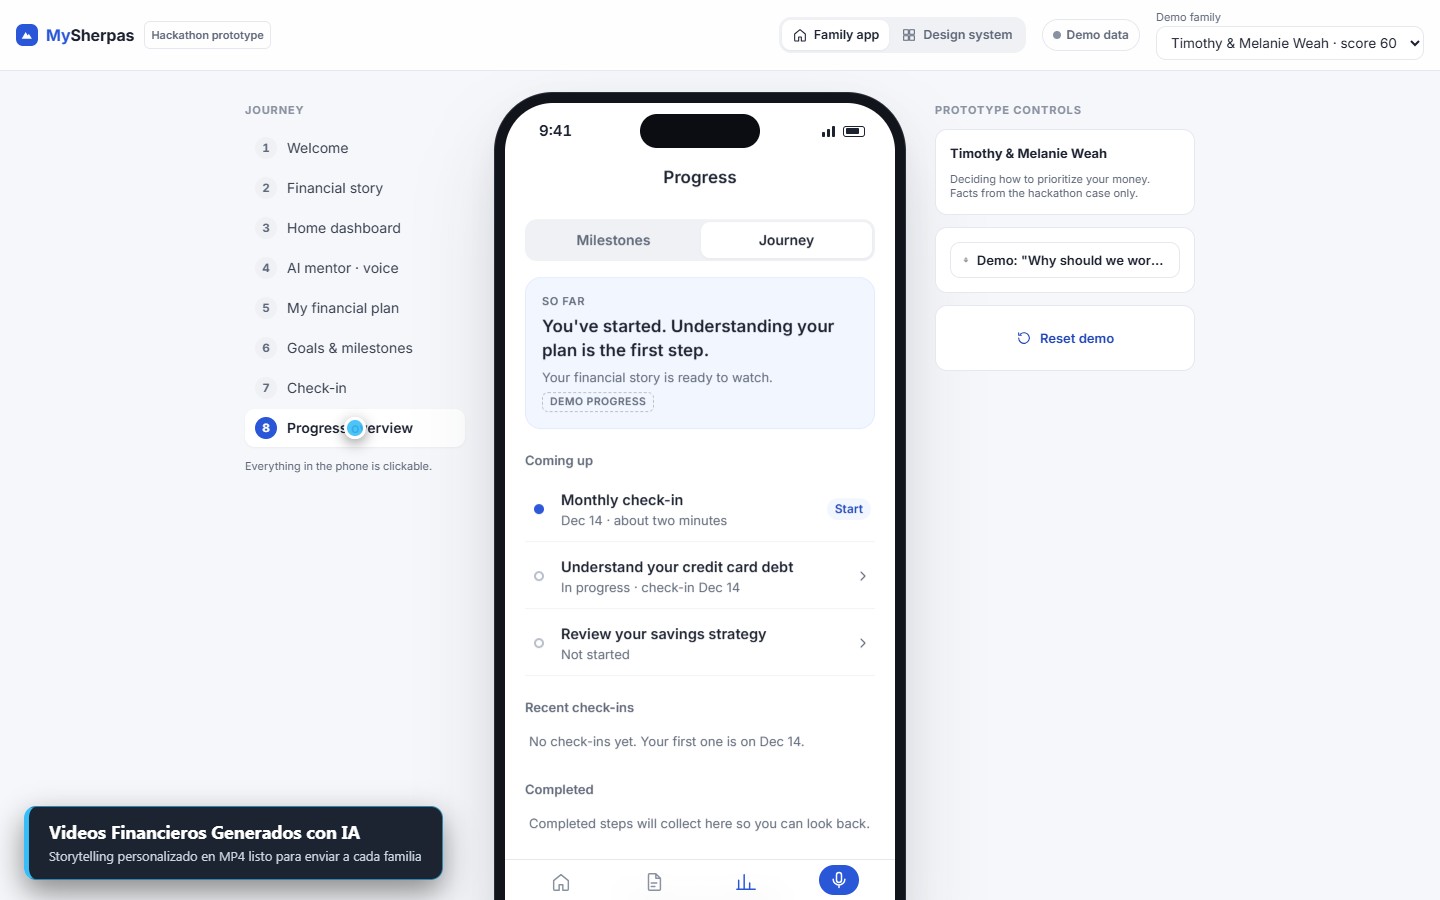 MySherpas
Hackathon prototype
Family app
Design system
Demo data
Demo family
Timothy & Melanie Weah · score 60
JOURNEY
1 Welcome
2 Financial story
3 Home dashboard
4 AI mentor · voice
5 My financial plan
6 Goals & milestones
7 Check-in
8 Progress overview
Everything in the phone is clickable.
9:41
Progress
Milestones
Journey
SO FAR
You've started. Understanding your
plan is the first step.
Your financial story is ready to watch.
DEMO PROGRESS
Coming up
Monthly check-in
Dec 14 · about two minutes
Start
Understand your credit card debt
In progress · check-in Dec 14
Review your savings strategy
Not started
Recent check-ins
No check-ins yet. Your first one is on Dec 14.
Completed
Completed steps will collect here so you can look back.
PROTOTYPE CONTROLS
Timothy & Melanie Weah
Deciding how to prioritize your money.
Facts from the hackathon case only.
Demo: "Why should we wor...
Reset demo
Videos Financieros Generados con IA
Storytelling personalizado en MP4 listo para enviar a cada familia